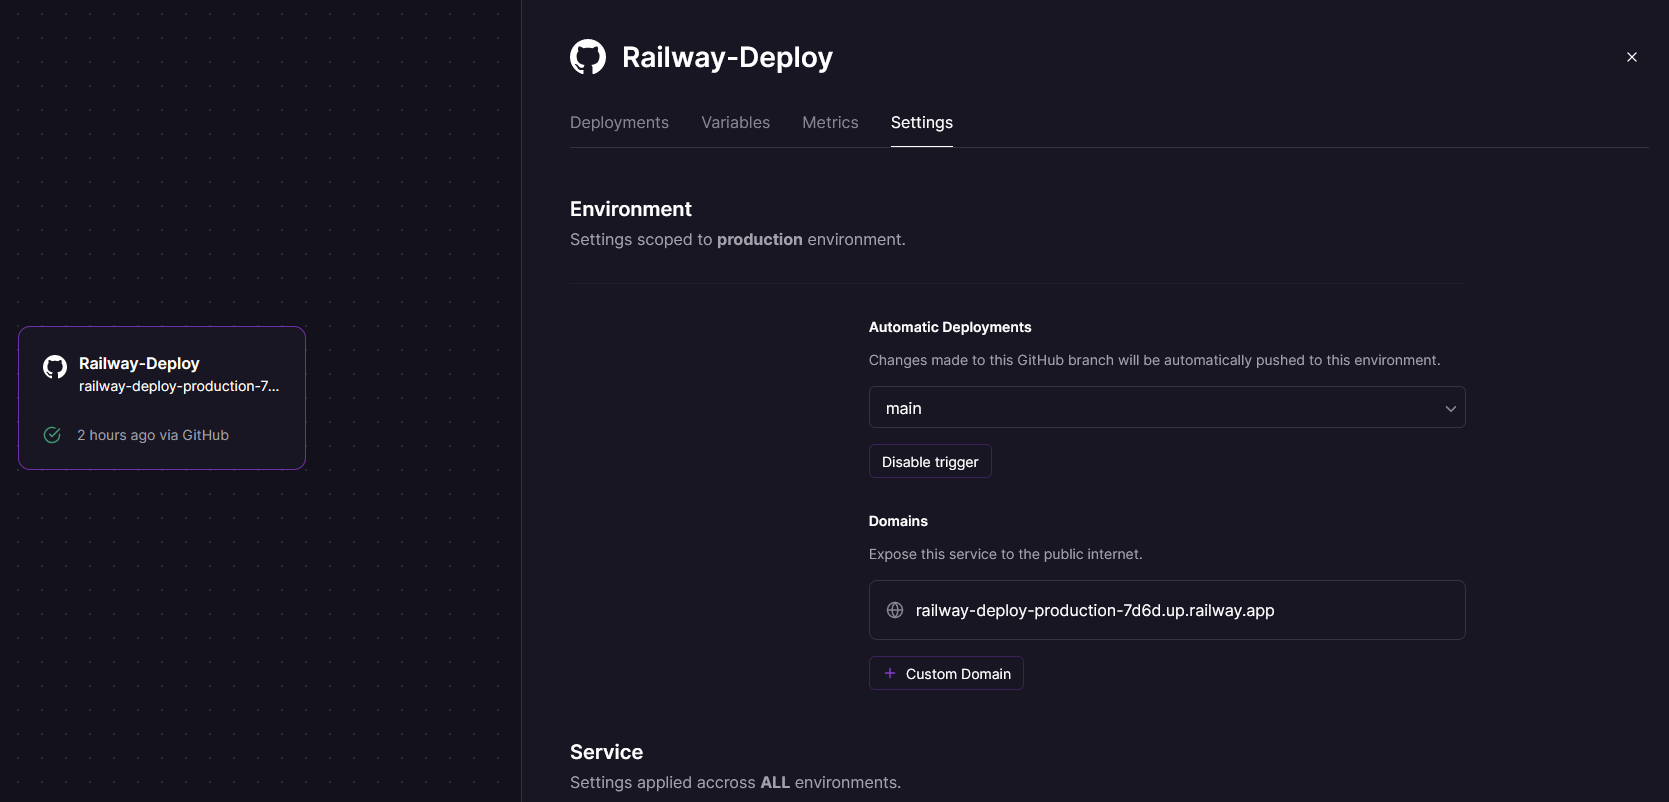 Railway-Deploy
railway-deploy-production-7...
2 hours ago via GitHub
Railway-Deploy
Deployments Variables Metrics Settings
Environment
Settings scoped to production environment.
Automatic Deployments
Changes made to this GitHub branch will be automatically pushed to this environment.
main
Disable trigger
Domains
Expose this service to the public internet.
railway-deploy-production-7d6d.up.railway.app
+ Custom Domain
Service
Settings applied accross ALL environments.